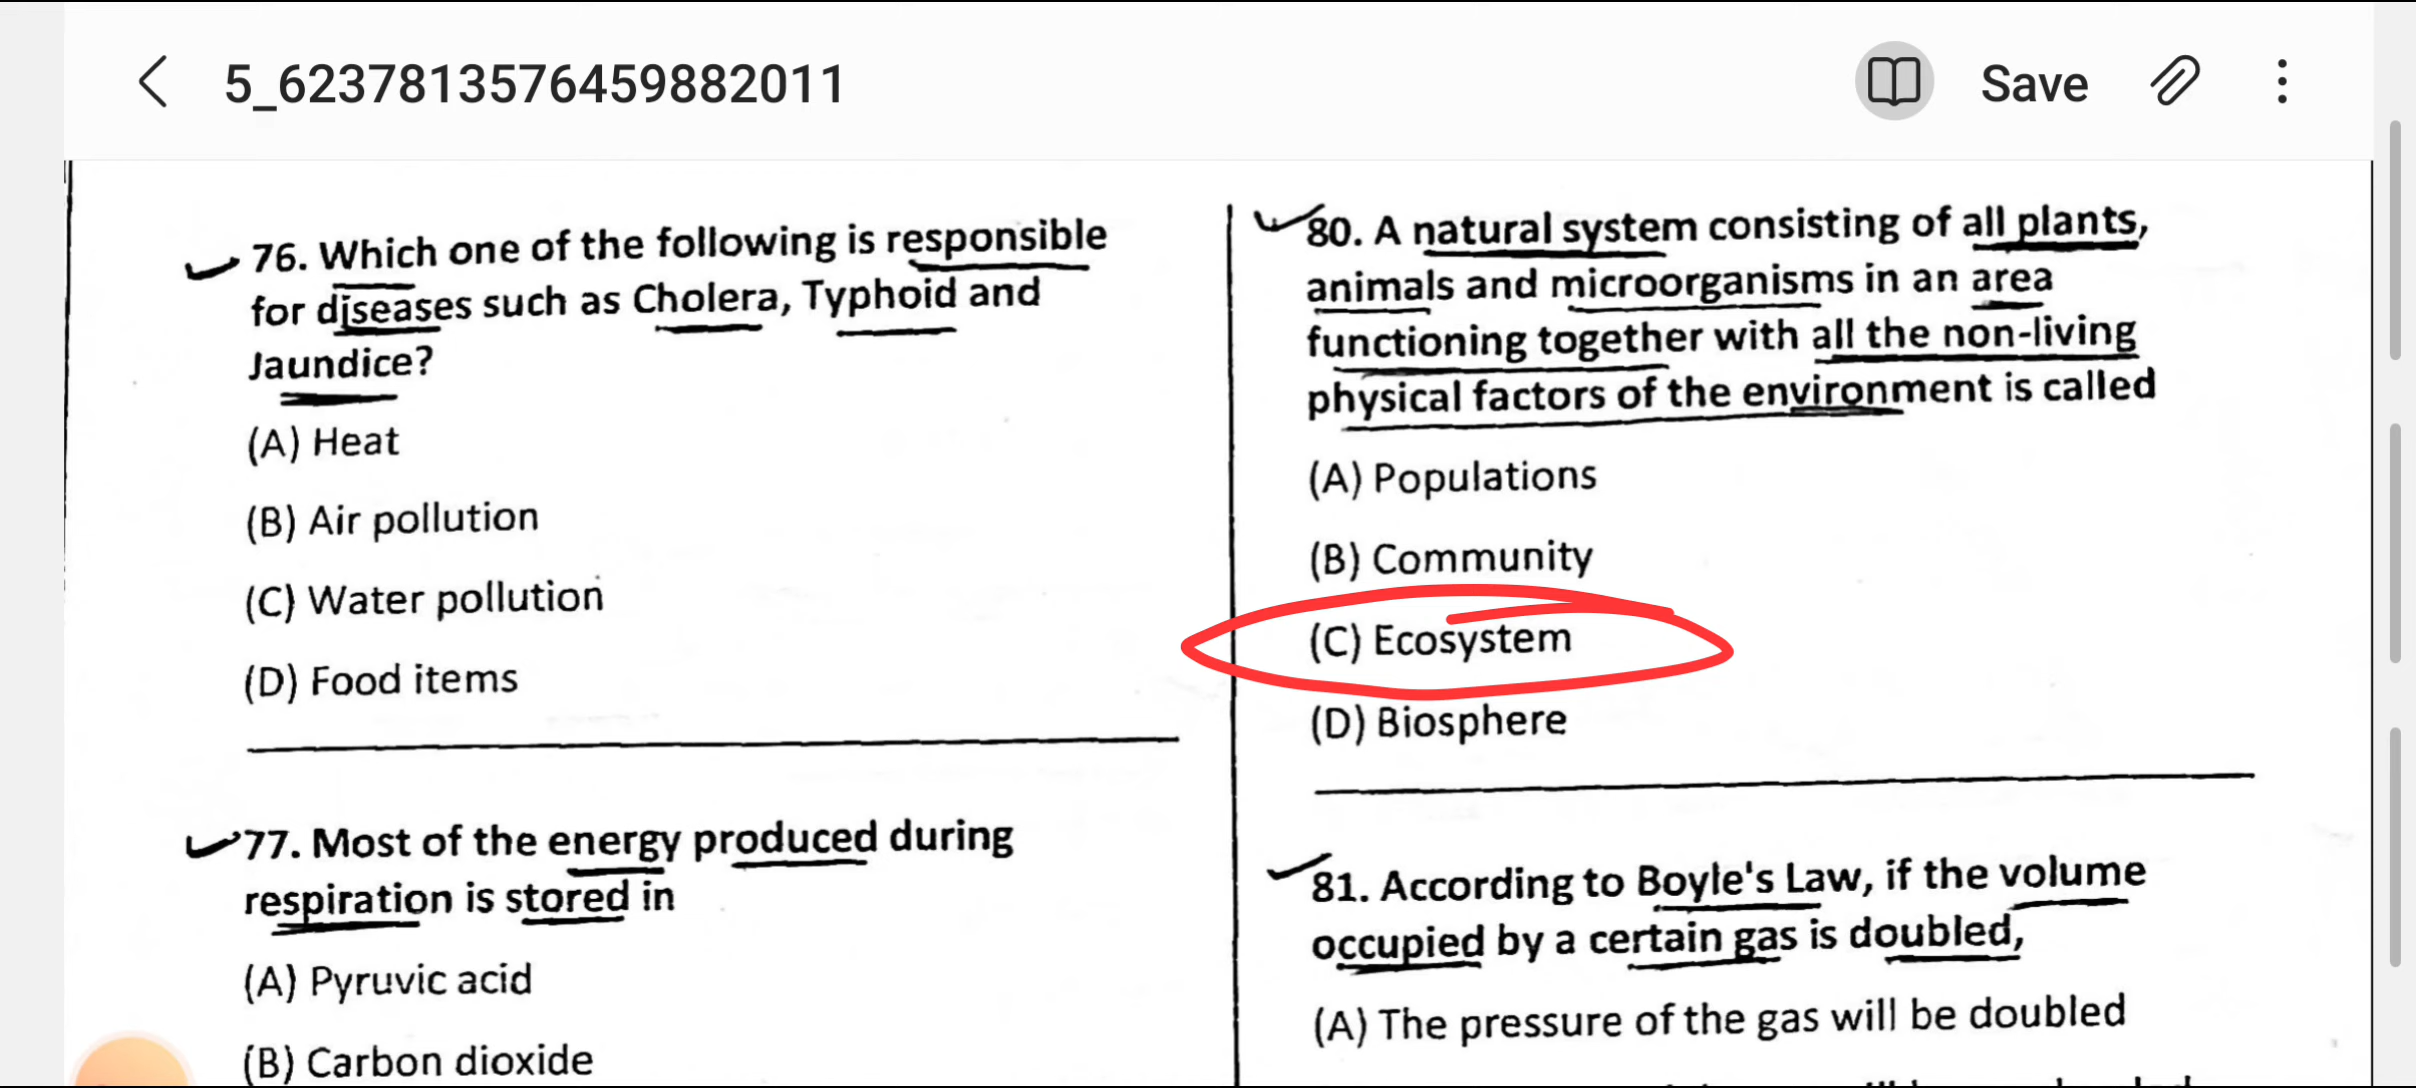 5_6237813576459882011
Save
76. Which one of the following is responsible
for diseases such as Cholera, Typhoid and
Jaundice?
(A) Heat
(B) Air pollution
(C) Water pollution
(D) Food items
77. Most of the energy produced during
respiration is stored in
(A) Pyruvic acid
(B) Carbon dioxide
80. A natural system consisting of all plants,
animals and microorganisms in an area
functioning together with all the non-living
physical factors of the environment is called
(A) Populations
(B) Community
(C) Ecosystem
(D) Biosphere
81. According to Boyle's Law, if the volume
occupied by a certain gas is doubled,
(A) The pressure of the gas will be doubled